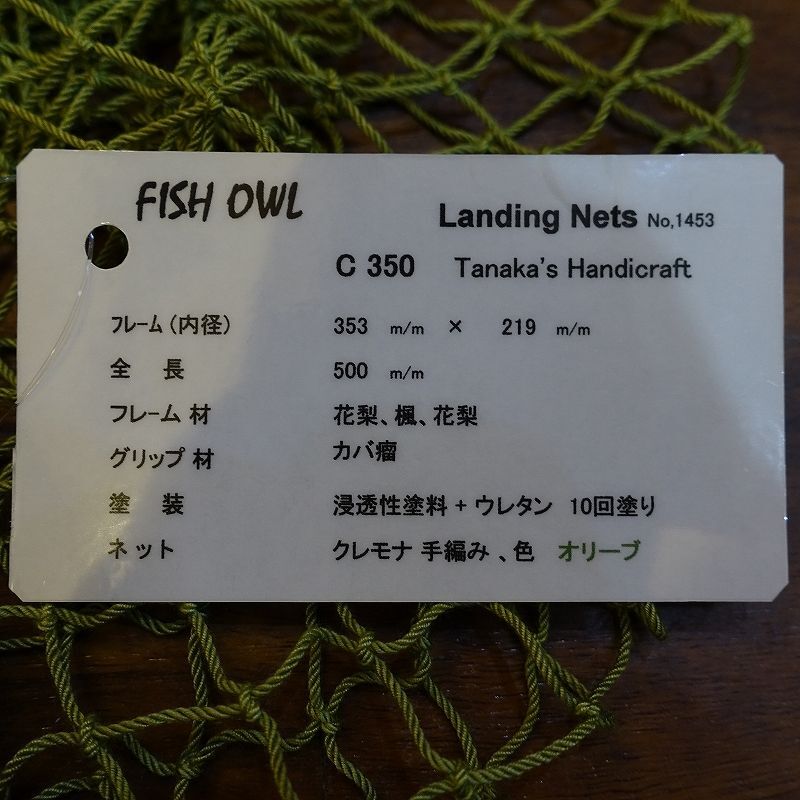 FISH OWL
Landing Nets No,1453
C 350 Tanaka's Handicraft
フレーム（内径） 353 m/m × 219 m/m
全 長 500 m/m
フレーム 材 花梨、楓、花梨
グリップ 材 カバ瘤
塗 装 浸透性塗料 + ウレタン 10回塗り
ネット クレモナ 手編み 、色 オリーブ